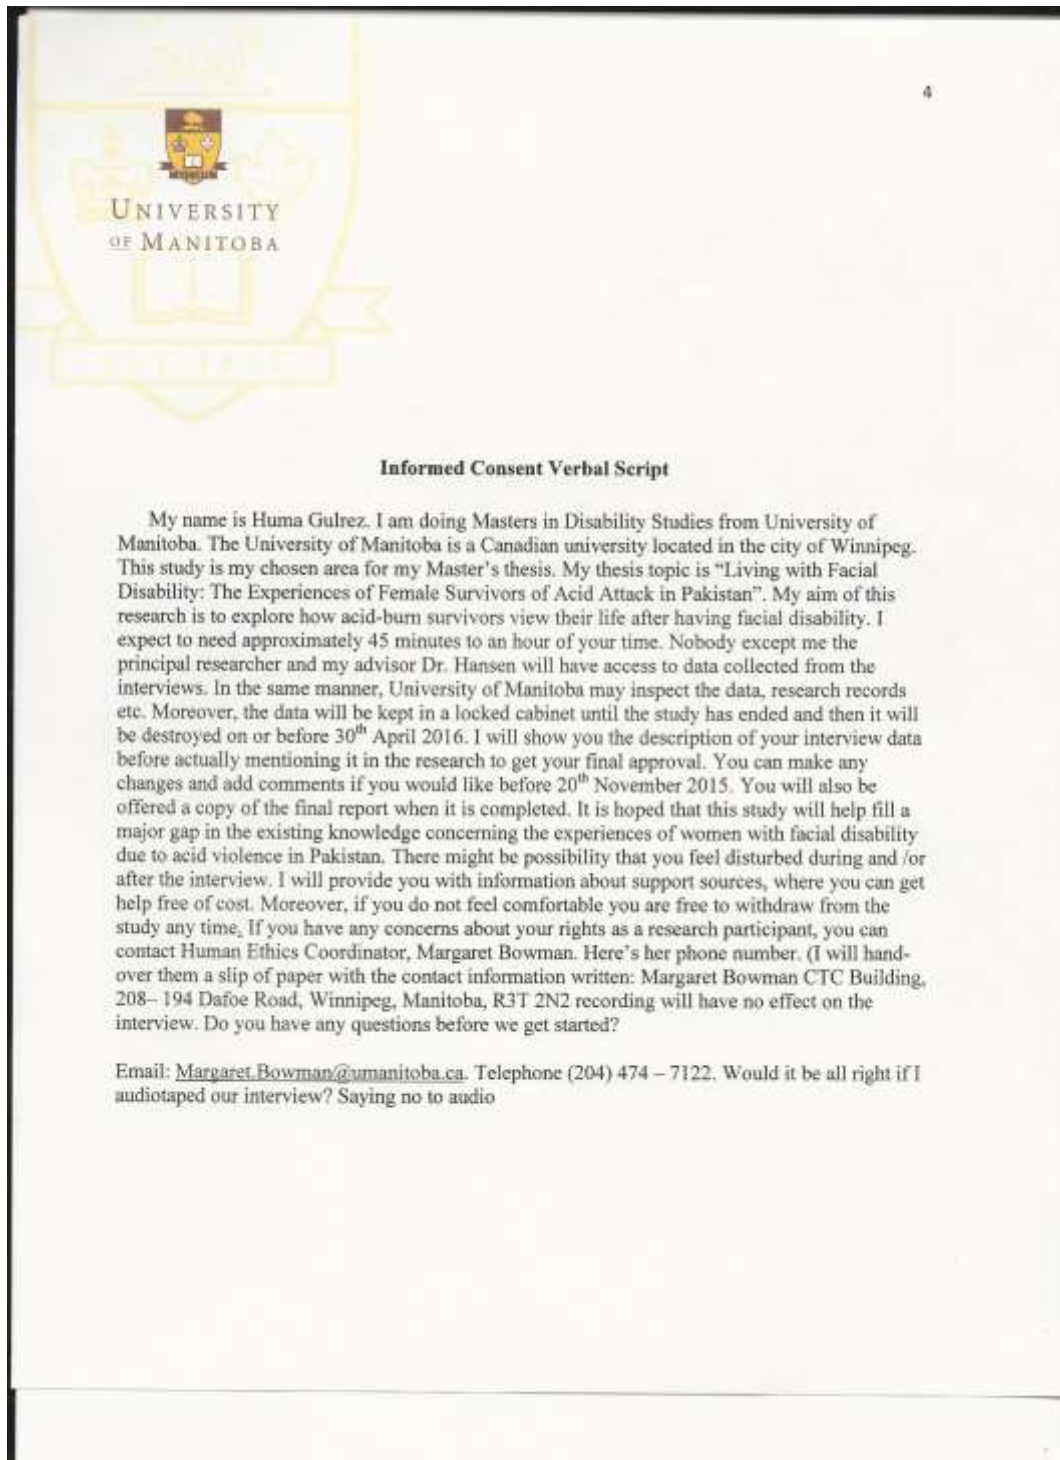 4
UNIVERSITY
OF MANITOBA
Informed Consent Verbal Script
My name is Huma Gulrez. I am doing Masters in Disability Studies from University of
Manitoba. The University of Manitoba is a Canadian university located in the city of Winnipeg.
This study is my chosen area for my Master's thesis. My thesis topic is “Living with Facial
Disability: The Experiences of Female Survivors of Acid Attack in Pakistan”. My aim of this
research is to explore how acid-burn survivors view their life after having facial disability. I
expect to need approximately 45 minutes to an hour of your time. Nobody except me the
principal researcher and my advisor Dr. Hansen will have access to data collected from the
interviews. In the same manner, University of Manitoba may inspect the data, research records
etc. Moreover, the data will be kept in a locked cabinet until the study has ended and then it will
be destroyed on or before 30th April 2016. I will show you the description of your interview data
before actually mentioning it in the research to get your final approval. You can make any
changes and add comments if you would like before 20th November 2015. You will also be
offered a copy of the final report when it is completed. It is hoped that this study will help fill a
major gap in the existing knowledge concerning the experiences of women with facial disability
due to acid violence in Pakistan. There might be possibility that you feel disturbed during and /or
after the interview. I will provide you with information about support sources, where you can get
help free of cost. Moreover, if you do not feel comfortable you are free to withdraw from the
study any time. If you have any concerns about your rights as a research participant, you can
contact Human Ethics Coordinator, Margaret Bowman. Here's her phone number. (I will hand-
over them a slip of paper with the contact information written: Margaret Bowman CTC Building,
208– 194 Dafoe Road, Winnipeg, Manitoba, R3T 2N2 recording will have no effect on the
interview. Do you have any questions before we get started?
Email: Margaret.Bowman@umanitoba.ca. Telephone (204) 474 – 7122. Would it be all right if I
audiotaped our interview? Saying no to audio